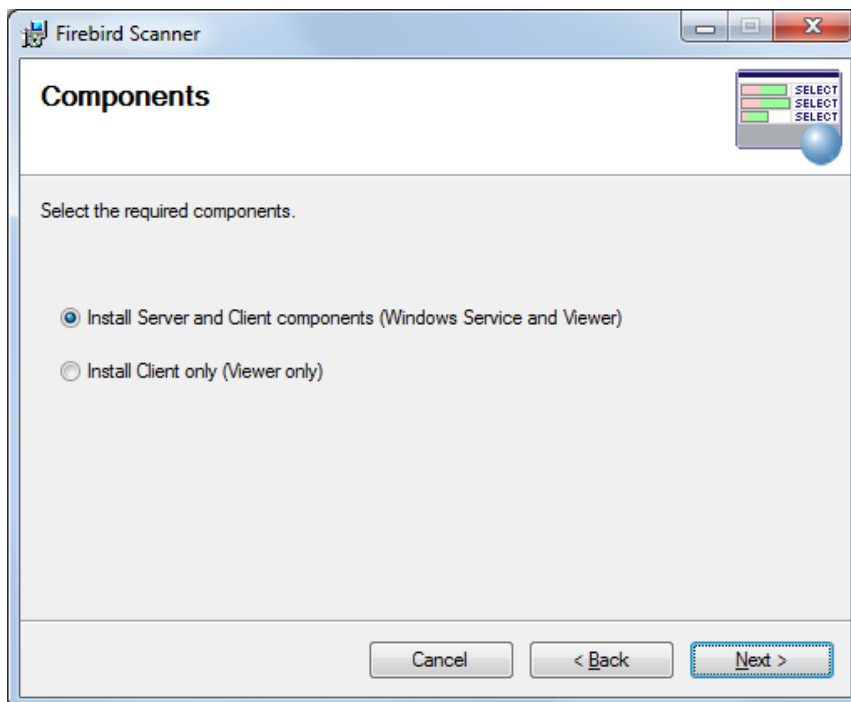 Firebird Scanner
Components
SELECT
SELECT
SELECT
Select the required components.
Install Server and Client components (Windows Service and Viewer)
Install Client only (Viewer only)
Cancel
< Back
Next >